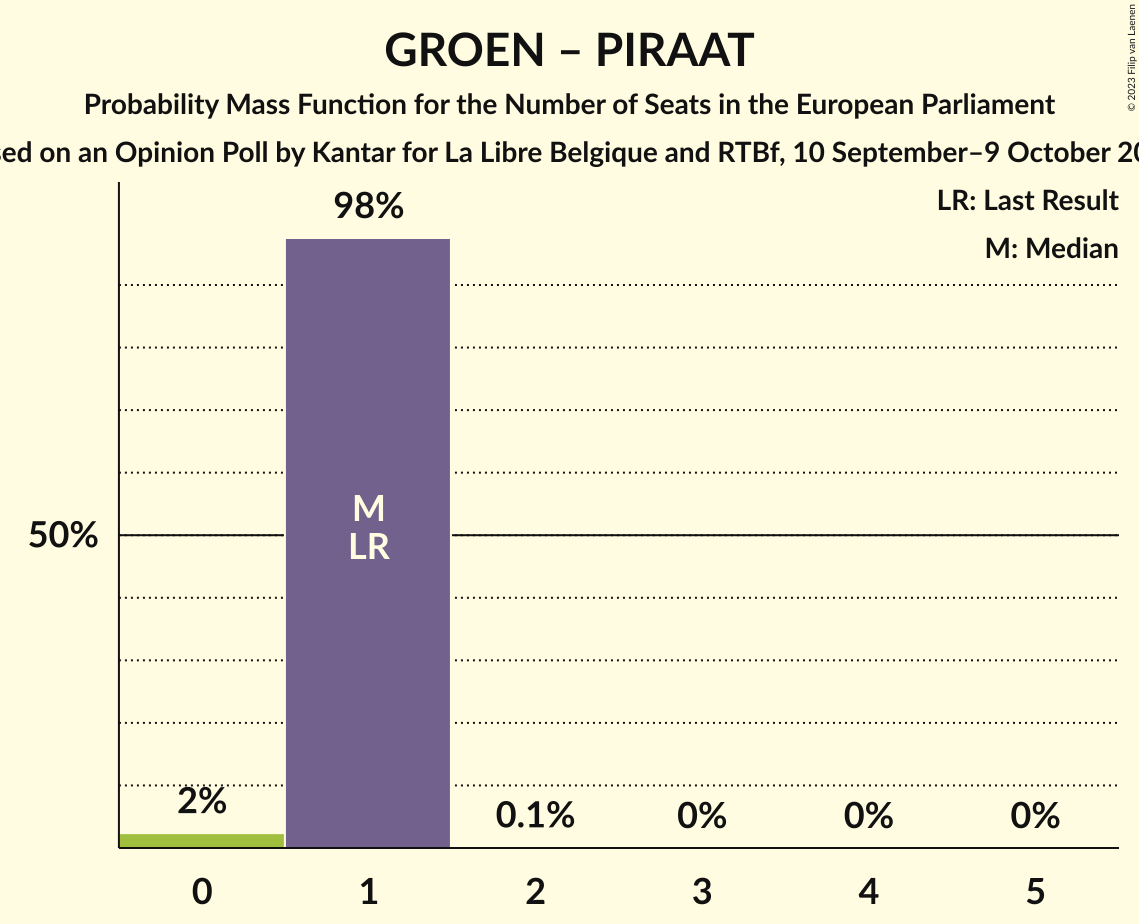 GROEN – PIRAAT
Probability Mass Function for the Number of Seats in the European Parliament
on an Opinion Poll by Kantar for La Libre Belgique and RTBf, 10 September–9 October
© 2023 Filip van Laenen
LR: Last Result
M: Median
98%
50%
M
LR
2%
0.1%
0%
0%
0%
0
1
2
3
4
5